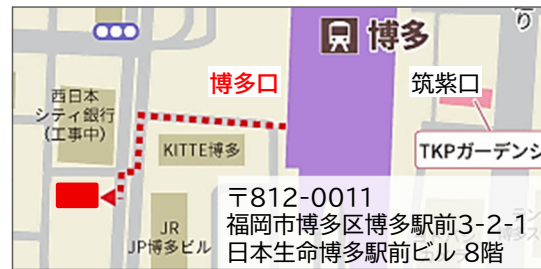 り
博多
博多口
筑紫口
西日本
シティ銀行
(工事中)
KITTE博多
TKPガーデンシ
JR
JP博多ビル
〒812-0011
福岡市博多区博多駅前3-2-1
日本生命博多駅前ビル 8階